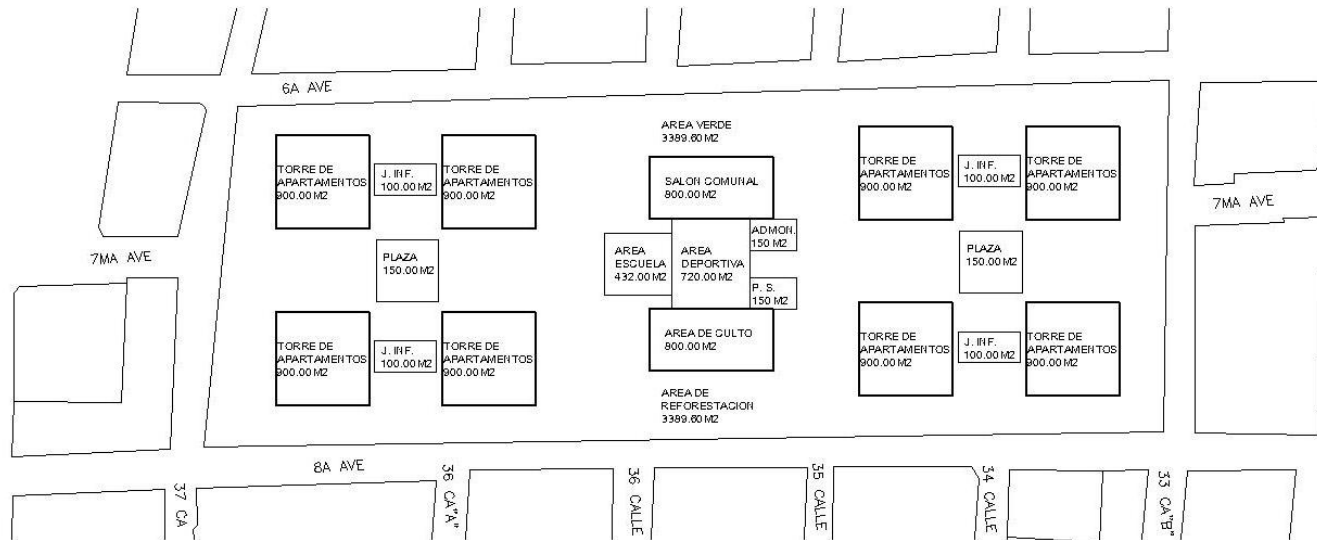 6A AVE
AREA VERDE
3389.60 M2
TORRE DE
APARTAMENTOS
900.00 M2
J. INF.
100.00 M2
TORRE DE
APARTAMENTOS
900.00 M2
SALON COMUNAL
800.00 M2
TORRE DE
APARTAMENTOS
900.00 M2
J. INF.
100.00 M2
TORRE DE
APARTAMENTOS
900.00 M2
7MA AVE
7MA AVE
PLAZA
150.00 M2
AREA
ESCUELA
432.00 M2
AREA
DEPORTIVA
720.00 M2
ADMON.
150 M2
P. S.
150 M2
PLAZA
150.00 M2
TORRE DE
APARTAMENTOS
900.00 M2
J. INF.
100.00 M2
TORRE DE
APARTAMENTOS
900.00 M2
AREA DE CULTO
800.00 M2
TORRE DE
APARTAMENTOS
900.00 M2
J. INF.
100.00 M2
TORRE DE
APARTAMENTOS
900.00 M2
AREA DE
REFORESTACION
3389.60 M2
8A AVE
37 CA
36 CA"A"
36 CALLE
35 CALLE
34 CALLE
33 CA"B"